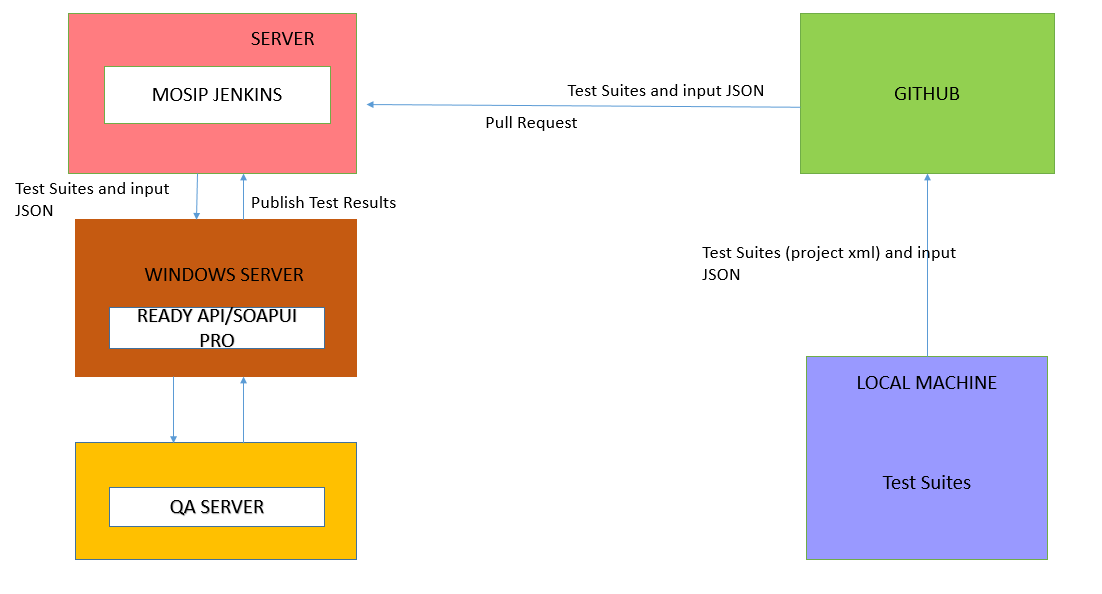 SERVER
MOSIP JENKINS
Test Suites and input JSON
Pull Request
GITHUB
Test Suites and input
JSON
Publish Test Results
WINDOWS SERVER
READY API/SOAPUI
PRO
Test Suites (project xml) and input
JSON
LOCAL MACHINE
Test Suites
QA SERVER